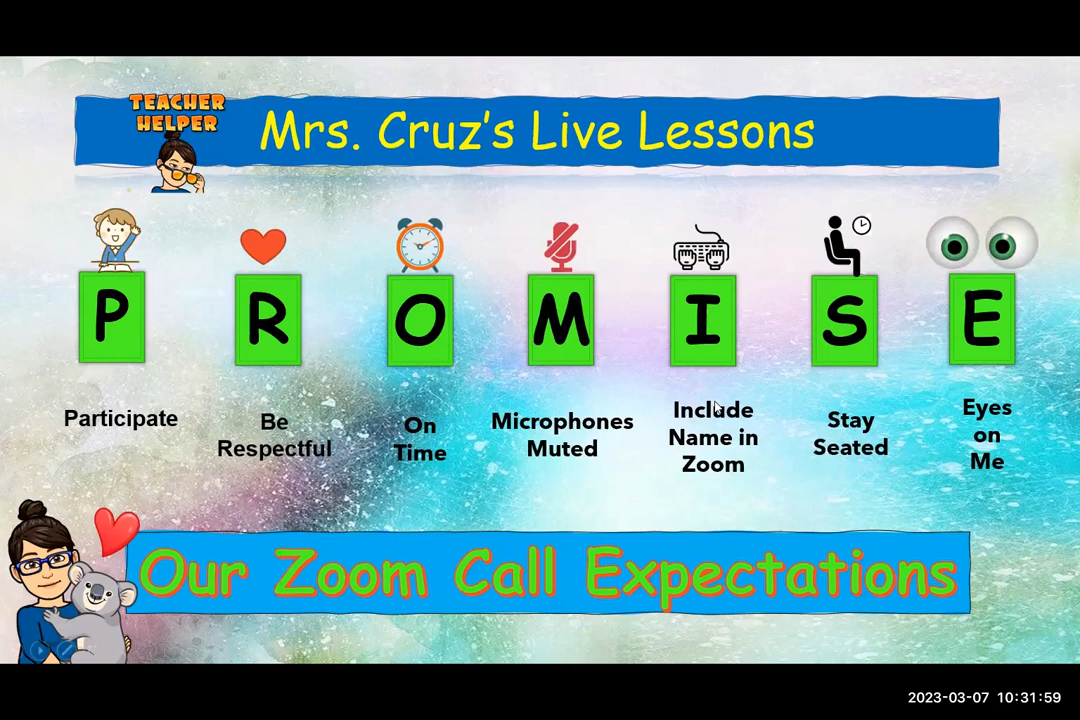 TEACHER
HELPER
Mrs. Cruz's Live Lessons
P R O M I S E
Participate
Be
Respectful
On
Time
Microphones
Muted
Include
Name in
Zoom
Stay
Seated
Eyes
on
Me
Our Zoom Call Expectations
2023-03-07 10:31:59